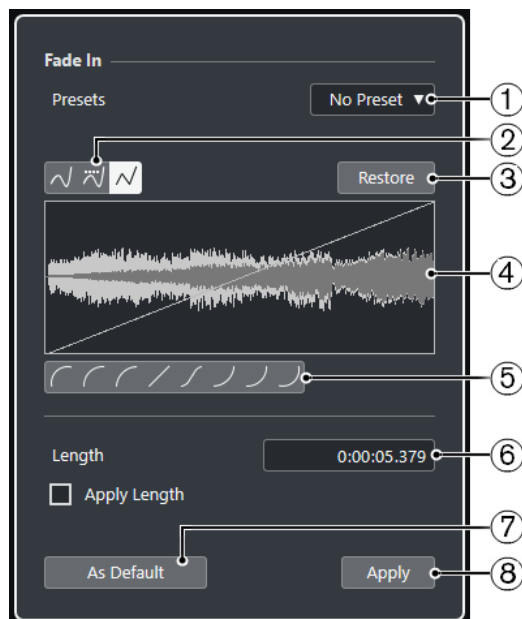 Fade In
Presets
No Preset ▼
①
②
Restore
③
④
⑤
Length
0:00:05.379
⑥
Apply Length
⑦
As Default
Apply
⑧